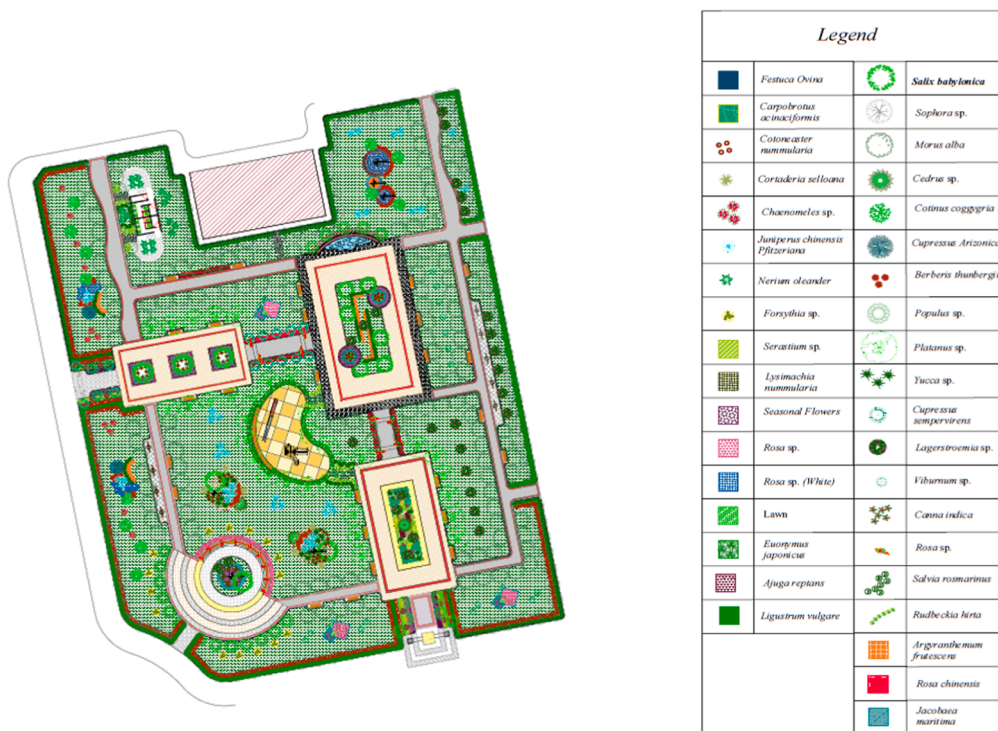 Legend
Festuca Ovina
Salix babylonica
Carpobrotus
acinaciformis
Sophora sp.
Cotoneaster
nummularia
Morus alba
Cortaderia selloana
Cedrus sp.
Chaenomeles sp.
Cotinus coggygria
Juniperus chinensis
Pfitzeriana
Cupressus Arizonica
Nerium oleander
Berberis thunbergii
Forsythia sp.
Populus sp.
Serastium sp.
Platanus sp.
Lysimachia
nummularia
Yucca sp.
Seasonal Flowers
Cupressus
sempervirens
Rosa sp.
Lagerstroemia sp.
Rosa sp. (White)
Viburnum sp.
Lawn
Canna indica
Euonymus
japonicus
Rosa sp.
Ajuga reptans
Salvia rosmarinus
Ligustrum vulgare
Rudbeckia hirta
Argyranthemum
frutescens
Rosa chinensis
Jacobaea
maritima